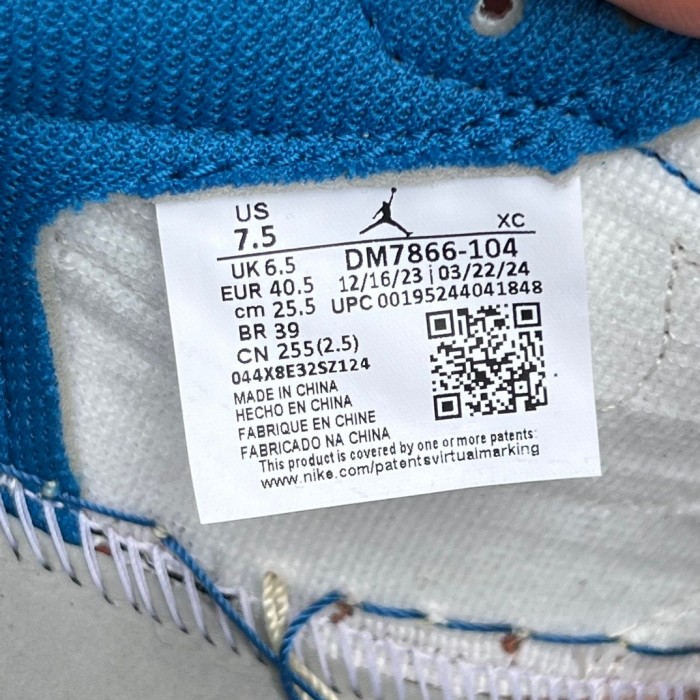 US
7.5
XC
UK 6.5
DM7866-104
EUR 40.5
12/16/23 | 03/22/24
cm 25.5
UPC 00195244041848
BR 39
CN 255(2.5)
044X8E32SZ124
MADE IN CHINA
HECHO EN CHINA
FABRIQUE EN CHINE
FABRICADO NA CHINA
This product is covered by one or more patents:
www.nike.com/patentsvirtualmarking